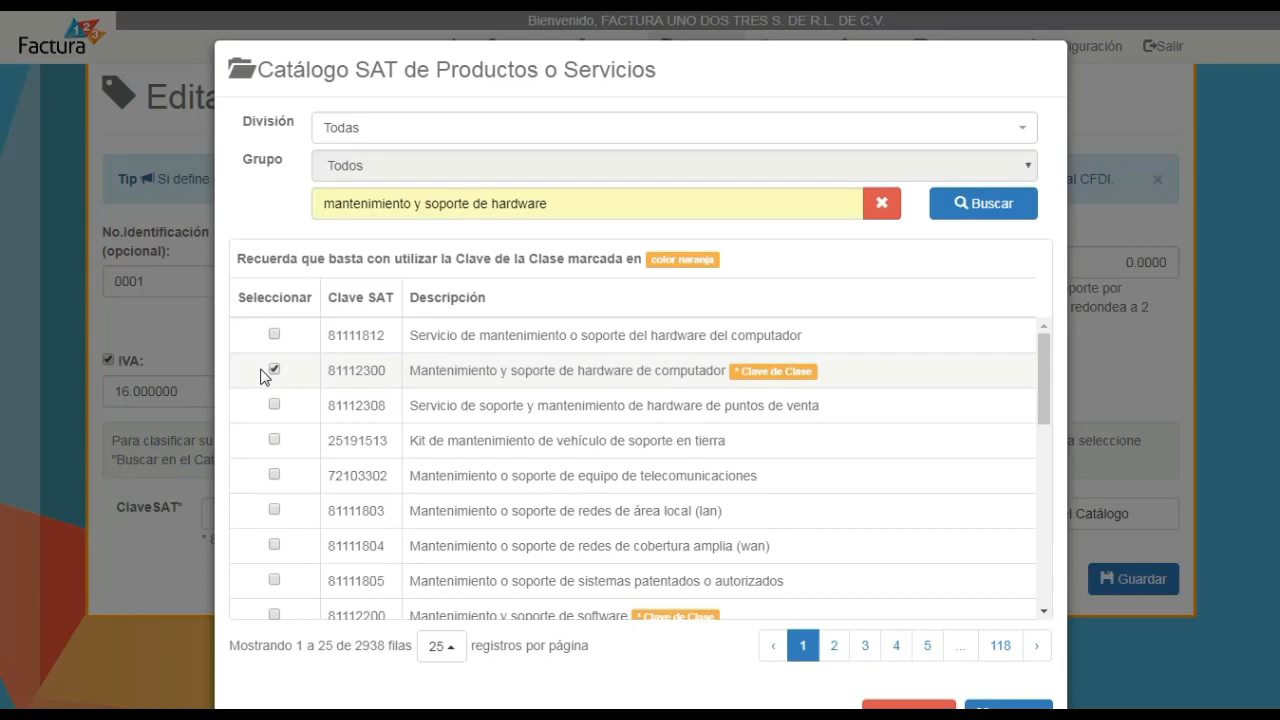 Bienvenido, FACTURA UNO DOS TRES S. DE R.L. DE C.V.
123
Factura
Salir
Catálogo SAT de Productos o Servicios
Edita
División
Todas
Grupo
Todos
Tip Si define
al CFDI. ×
mantenimiento y soporte de hardware
Buscar
No.Identificación
(opcional):
0001
Recuerda que basta con utilizar la Clave de la Clase marcada en color naranja
0.0000
Seleccionar Clave SAT Descripción
redondea a 2
81111812 Servicio de mantenimiento o soporte del hardware del computador
IVA:
81112300 Mantenimiento y soporte de hardware de computador * Clave de Clase
16.000000
81112308 Servicio de soporte y mantenimiento de hardware de puntos de venta
Para clasificar su
25191513 Kit de mantenimiento de vehículo de soporte en tierra
a seleccione
"Buscar en el Cat
72103302 Mantenimiento o soporte de equipo de telecomunicaciones
ClaveSAT*
81111803 Mantenimiento o soporte de redes de área local (lan)
el Catálogo
81111804 Mantenimiento o soporte de redes de cobertura amplia (wan)
81111805 Mantenimiento o soporte de sistemas patentados o autorizados
Guardar
81112200 Mantenimiento y soporte de software * Clave de Clase
Mostrando 1 a 25 de 2938 filas 25 registros por página
‹ 1 2 3 4 5 ... 118 ›